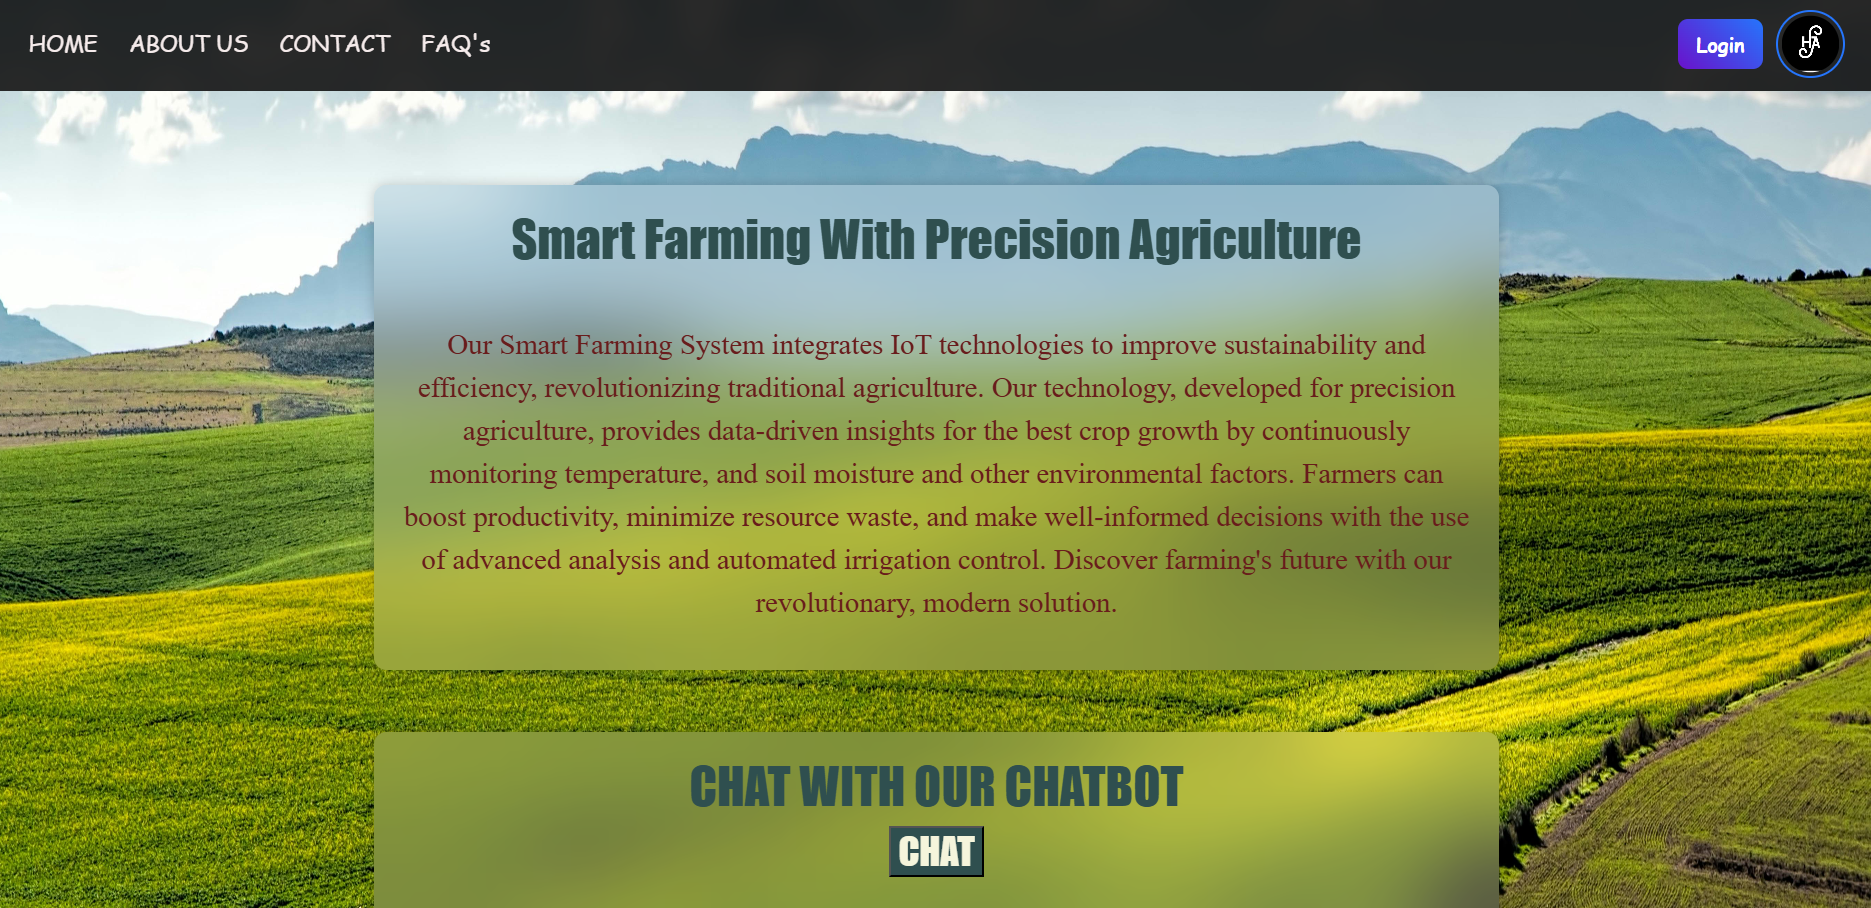 HOME ABOUT US CONTACT FAQ's Login HA
Smart Farming With Precision Agriculture
Our Smart Farming System integrates IoT technologies to improve sustainability and
efficiency, revolutionizing traditional agriculture. Our technology, developed for precision
agriculture, provides data-driven insights for the best crop growth by continuously
monitoring temperature, and soil moisture and other environmental factors. Farmers can
boost productivity, minimize resource waste, and make well-informed decisions with the use
of advanced analysis and automated irrigation control. Discover farming's future with our
revolutionary, modern solution.
CHAT WITH OUR CHATBOT
CHAT